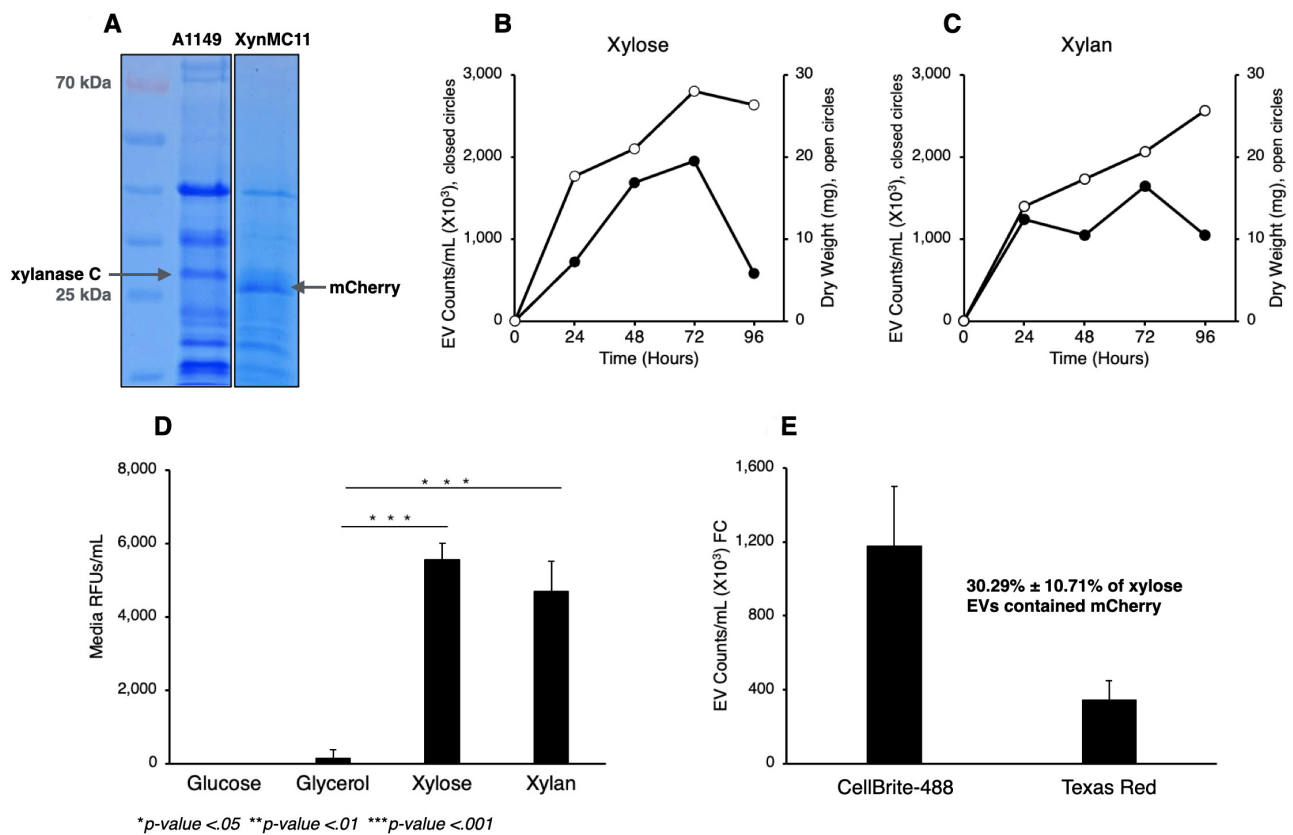 A
A1149 XynMC11
70 kDa
xylanase C
25 kDa
mCherry
B
Xylose
EV Counts/mL (X10³), closed circles
3,000
2,000
1,000
0
30
20
10
0
Dry Weight (mg), open circles
0 24 48 72 96
Time (Hours)
C
Xylan
EV Counts/mL (X10³), closed circles
3,000
2,000
1,000
0
30
20
10
0
Dry Weight (mg), open circles
0 24 48 72 96
Time (Hours)
D
Media RFUs/mL
8,000
6,000
4,000
2,000
0
* * *
* * *
Glucose Glycerol Xylose Xylan
*p-value <.05 **p-value <.01 ***p-value <.001
E
EV Counts/mL (X10³) FC
1,600
1,200
800
400
0
30.29% ± 10.71% of xylose
EVs contained mCherry
CellBrite-488 Texas Red